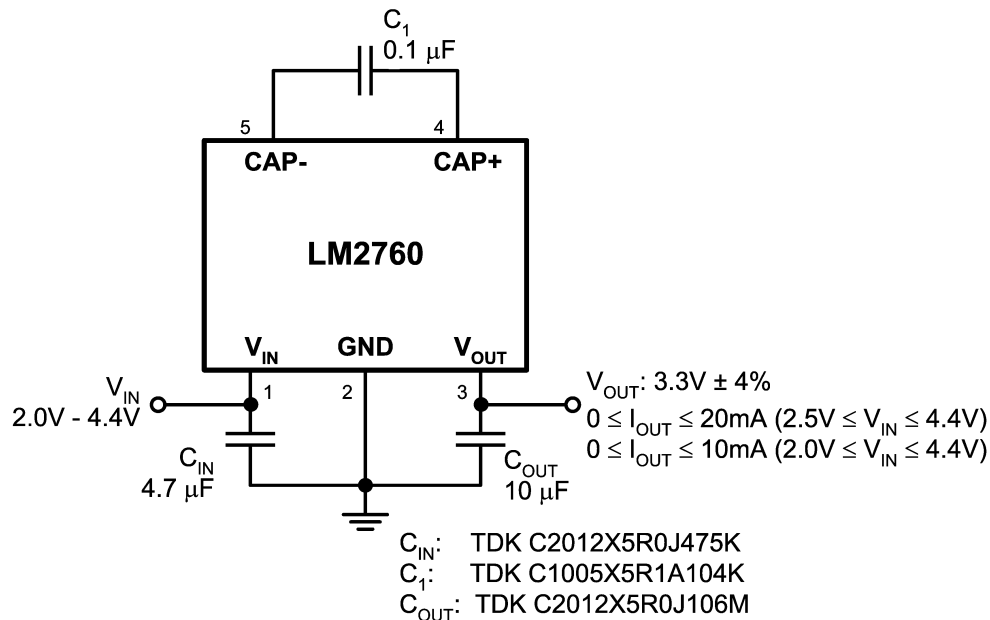 C1
0.1 μF
5
4
CAP-
CAP+
LM2760
VIN
GND
VOUT
1
2
3
VIN
2.0V - 4.4V
CIN
4.7 μF
COUT
10 μF
VOUT: 3.3V ± 4%
0 ≤ IOUT ≤ 20mA (2.5V ≤ VIN ≤ 4.4V)
0 ≤ IOUT ≤ 10mA (2.0V ≤ VIN ≤ 4.4V)
CIN: TDK C2012X5R0J475K
C1: TDK C1005X5R1A104K
COUT: TDK C2012X5R0J106M